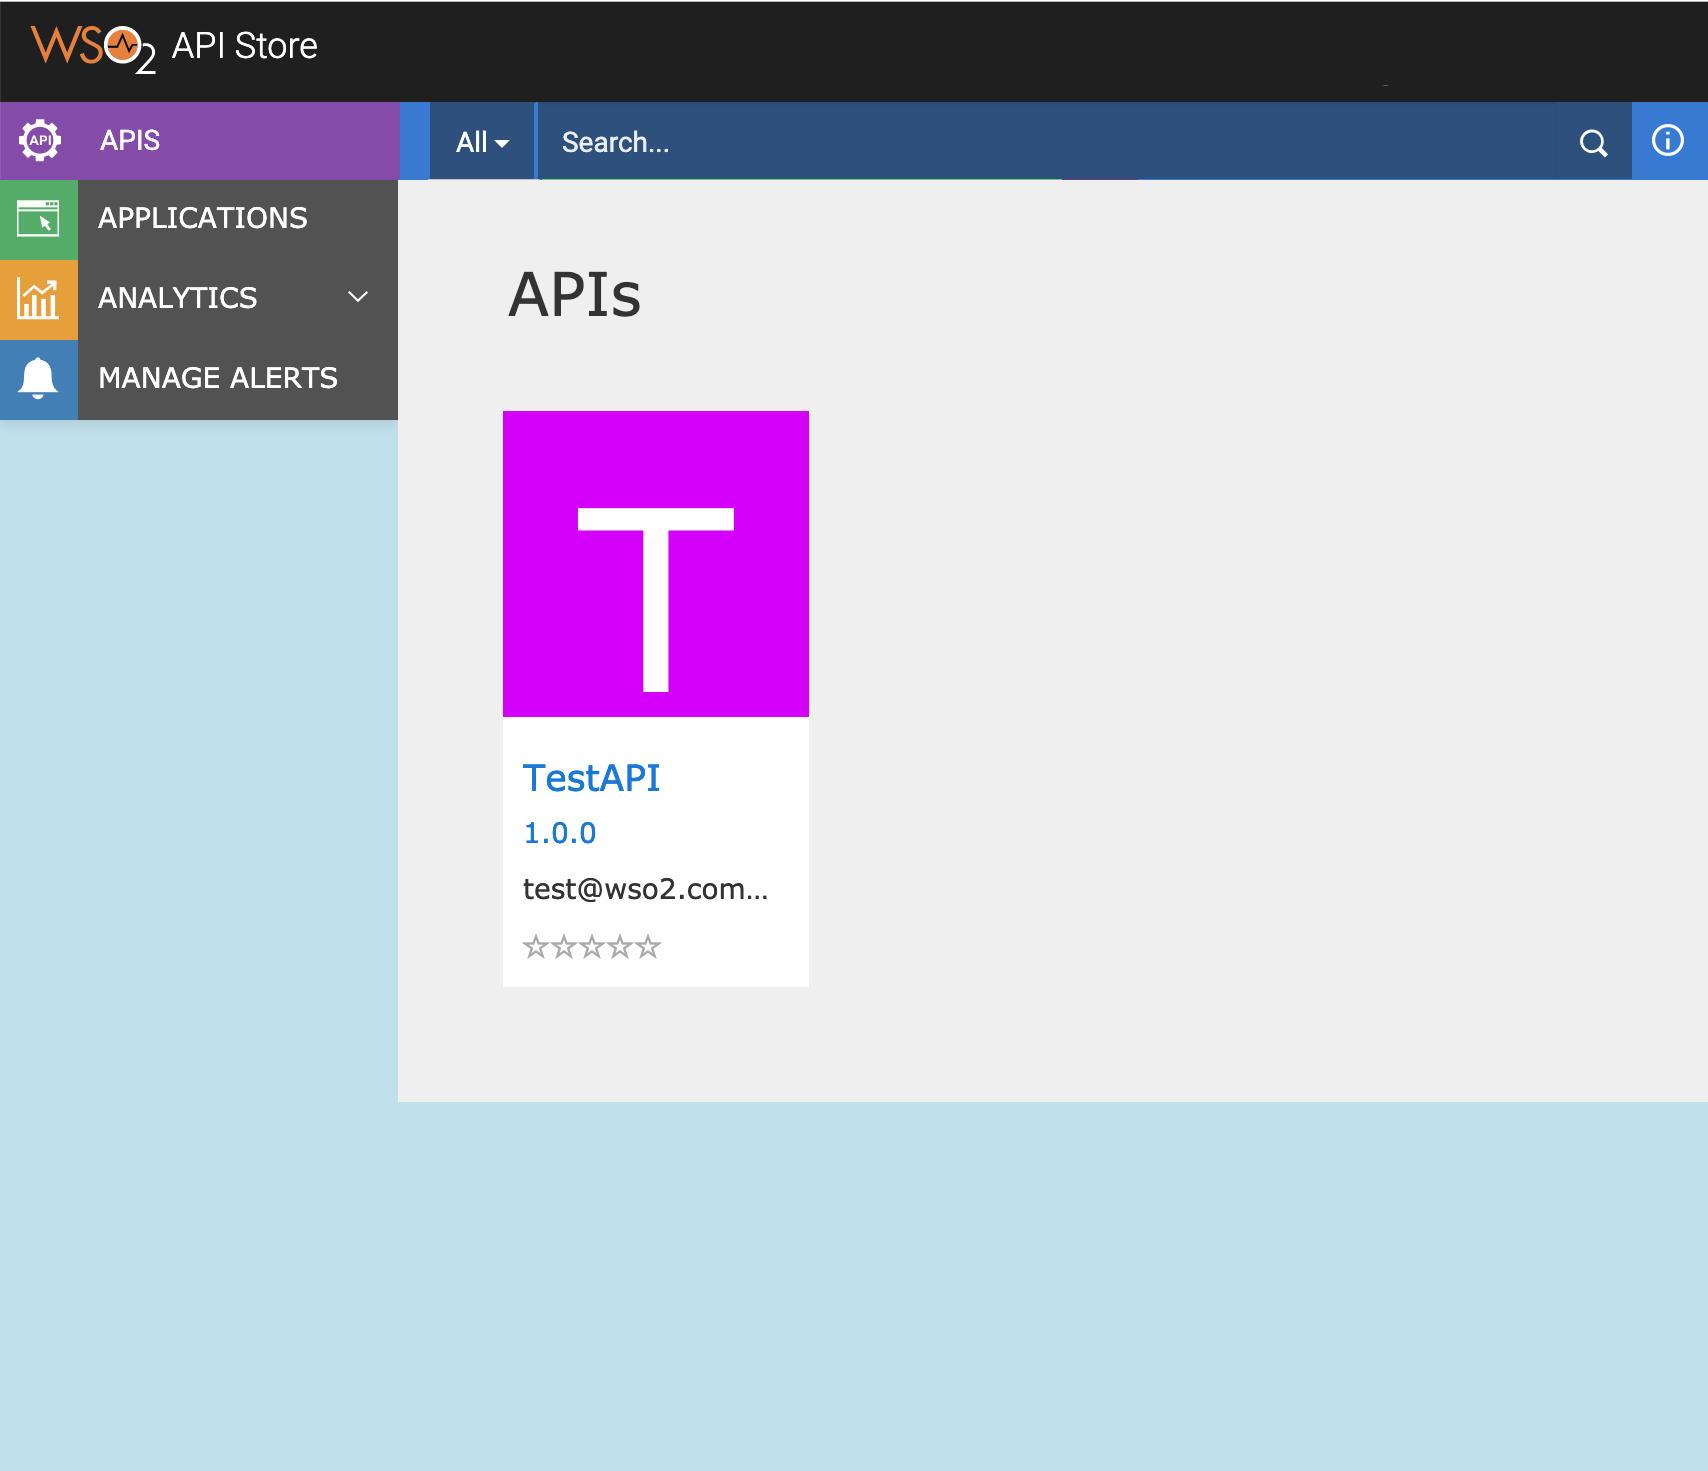 WSO2 API Store
API APIS
All
Search...
APPLICATIONS
ANALYTICS
MANAGE ALERTS
APIs
T
TestAPI
1.0.0
test@wso2.com...